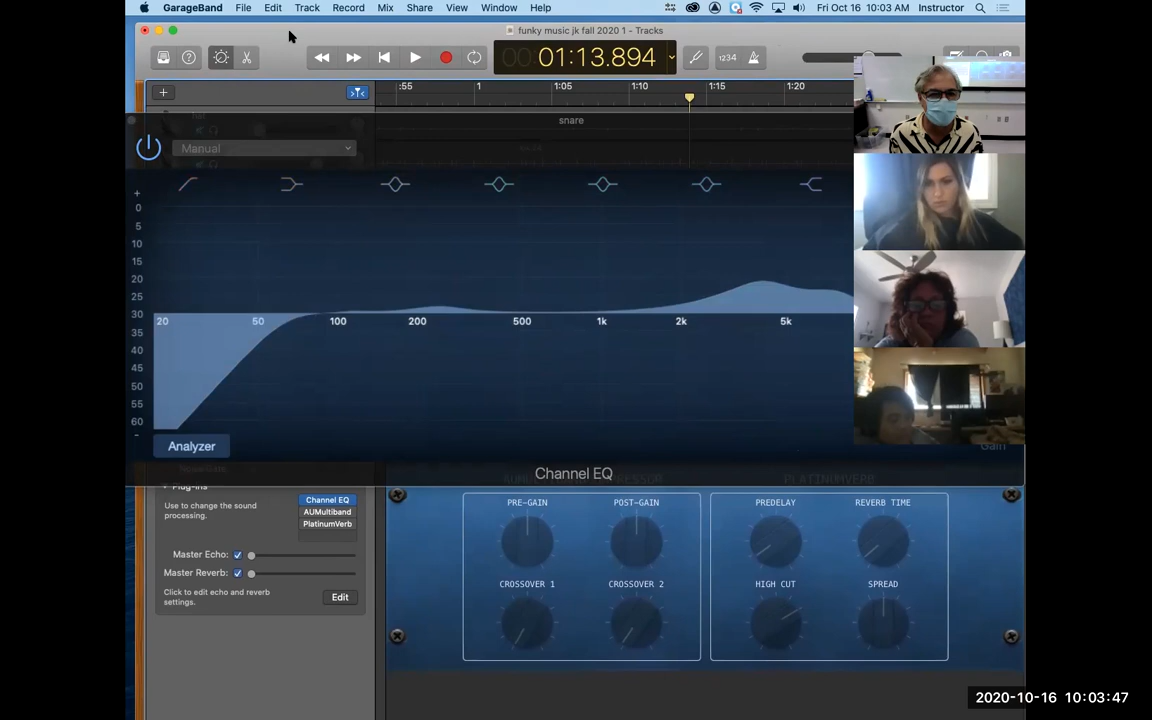 GarageBand File Edit Track Record Mix Share View Window Help Fri Oct 16 10:03 AM Instructor
funky music jk fall 2020 1 - Tracks
00:01:13.894 1234
:55 1 1:05 1:10 1:15 1:20
snare
Manual
+
0
5
10
15
20
25
30
35
40
45
50
55
60
-
20 50 100 200 500 1k 2k 5k
Analyzer
Gain
Channel EQ
Plug-ins
Use to change the sound
processing.
Channel EQ
AUMultiband
PlatinumVerb
Master Echo:
Master Reverb:
Click to edit echo and reverb
settings.
Edit
PLATINUMVERB
PRE-GAIN POST-GAIN PREDELAY REVERB TIME
CROSSOVER 1 CROSSOVER 2 HIGH CUT SPREAD
2020-10-16 10:03:47